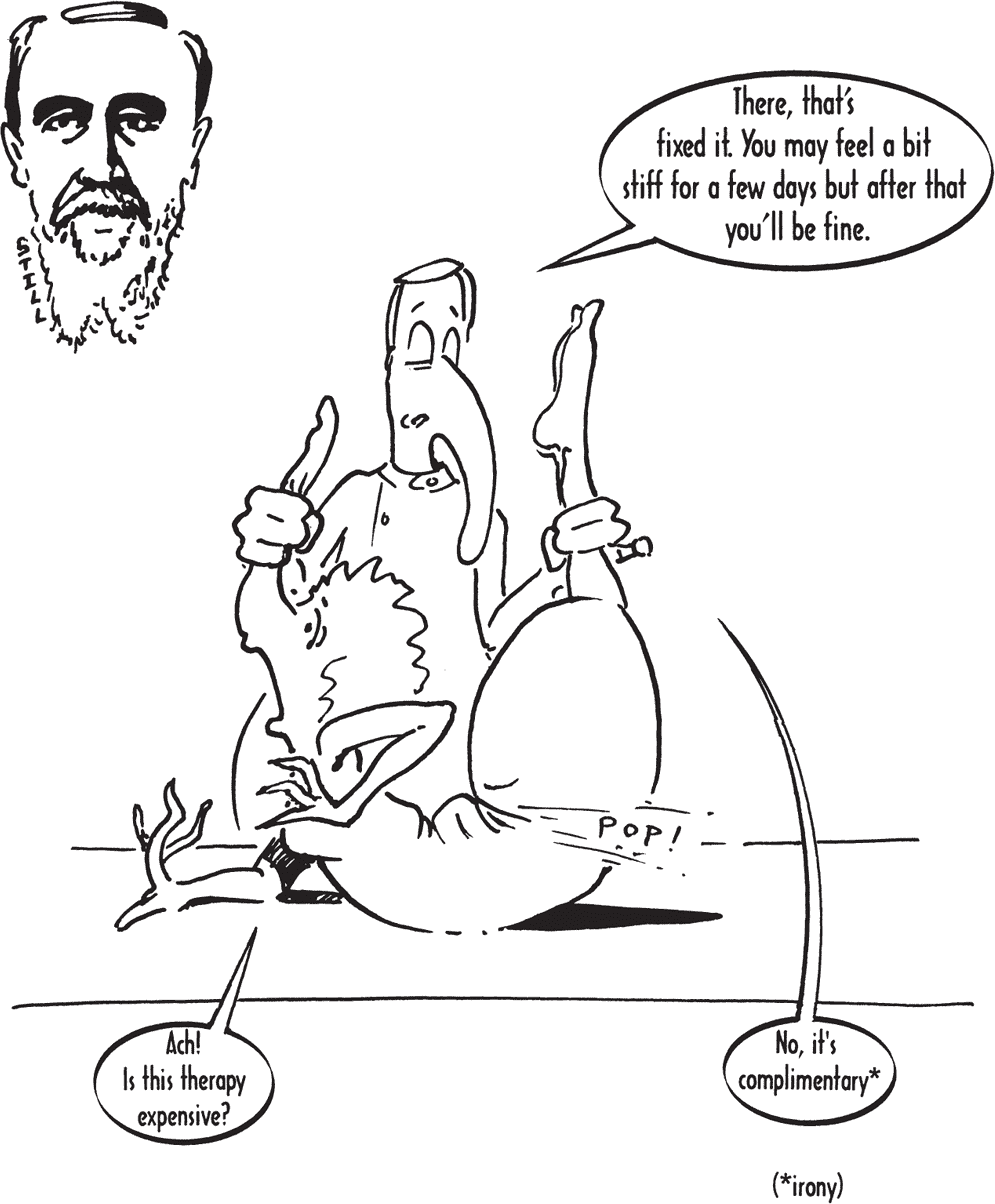 STILL
There, that's
fixed it. You may feel a bit
stiff for a few days but after that
you'll be fine.
POP!
Ach!
Is this therapy
expensive?
No, it's
complimentary*
(*irony)